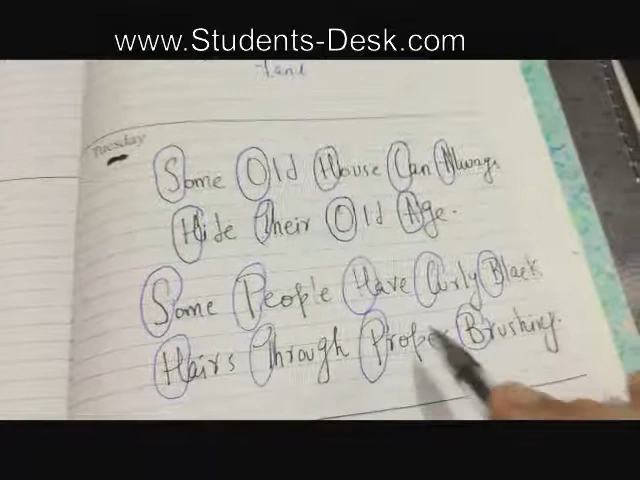 www.Students-Desk.com
Tuesday
Some Old House Can Always
Hide Their Old Age.
Some People Have Curly Black
Hairs Through Proper Brushing.